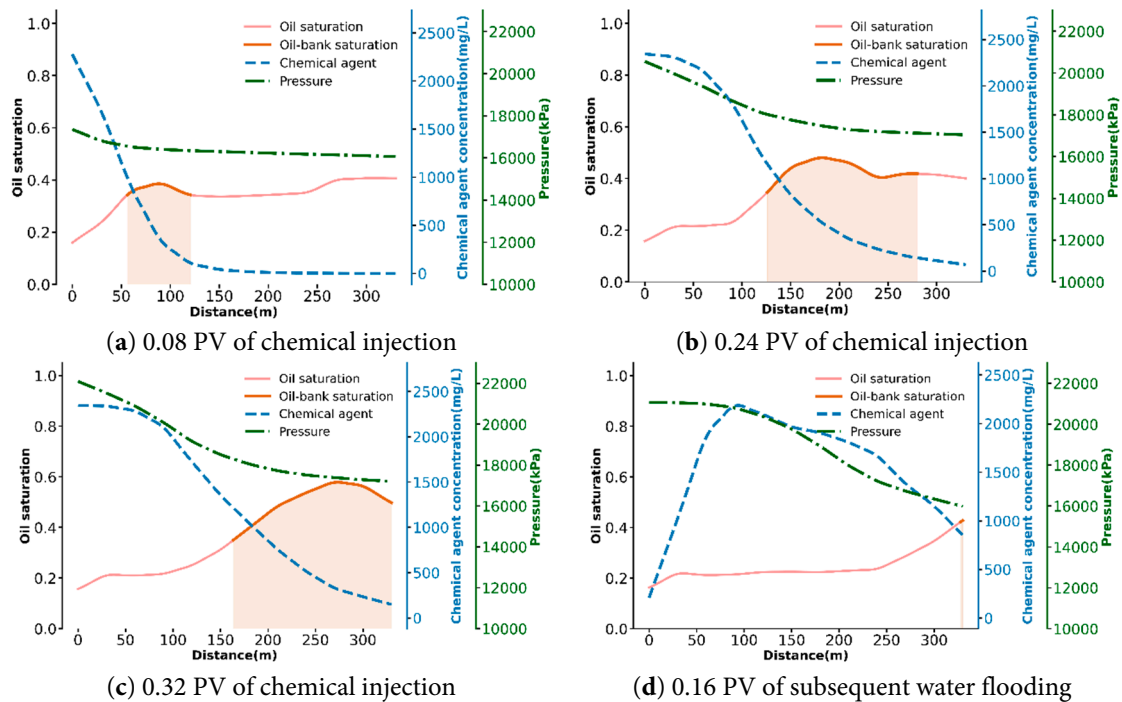 1.0
0.8
0.6
0.4
0.2
0.0
Oil saturation
0 50 100 150 200 250 300
Distance(m)
Oil saturation
Oil-bank saturation
Chemical agent
Pressure
2500
2000
1500
1000
500
0
Chemical agent concentration(mg/L)
22000
20000
18000
16000
14000
12000
10000
Pressure(kPa)
(a) 0.08 PV of chemical injection
1.0
0.8
0.6
0.4
0.2
0.0
Oil saturation
0 50 100 150 200 250 300
Distance(m)
Oil saturation
Oil-bank saturation
Chemical agent
Pressure
2500
2000
1500
1000
500
0
Chemical agent concentration(mg/L)
22000
20000
18000
16000
14000
12000
10000
Pressure(kPa)
(b) 0.24 PV of chemical injection
1.0
0.8
0.6
0.4
0.2
0.0
Oil saturation
0 50 100 150 200 250 300
Distance(m)
Oil saturation
Oil-bank saturation
Chemical agent
Pressure
2500
2000
1500
1000
500
0
Chemical agent concentration(mg/L)
22000
20000
18000
16000
14000
12000
10000
Pressure(kPa)
(c) 0.32 PV of chemical injection
1.0
0.8
0.6
0.4
0.2
0.0
Oil saturation
0 50 100 150 200 250 300
Distance(m)
Oil saturation
Oil-bank saturation
Chemical agent
Pressure
2500
2000
1500
1000
500
0
Chemical agent concentration(mg/L)
22000
20000
18000
16000
14000
12000
10000
Pressure(kPa)
(d) 0.16 PV of subsequent water flooding